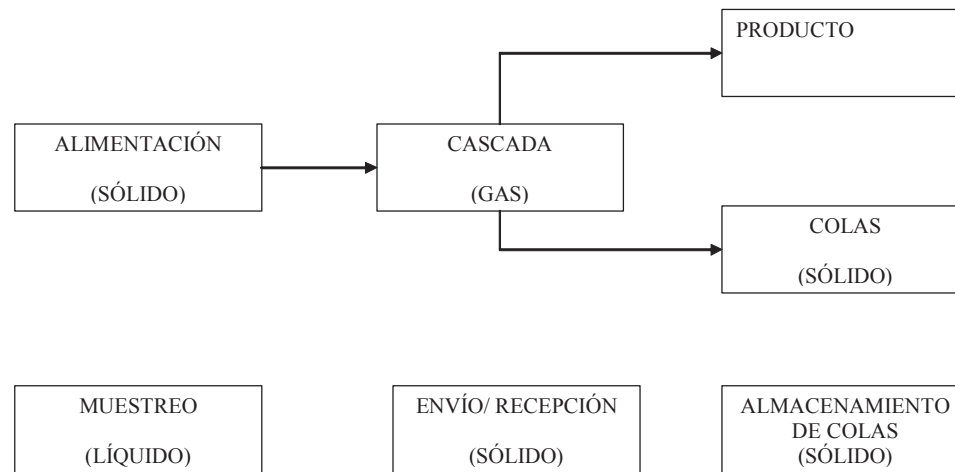 PRODUCTO
ALIMENTACIÓN
(SÓLIDO)
CASCADA
(GAS)
COLAS
(SÓLIDO)
MUESTREO
(LÍQUIDO)
ENVÍO/ RECEPCIÓN
(SÓLIDO)
ALMACENAMIENTO
DE COLAS
(SÓLIDO)